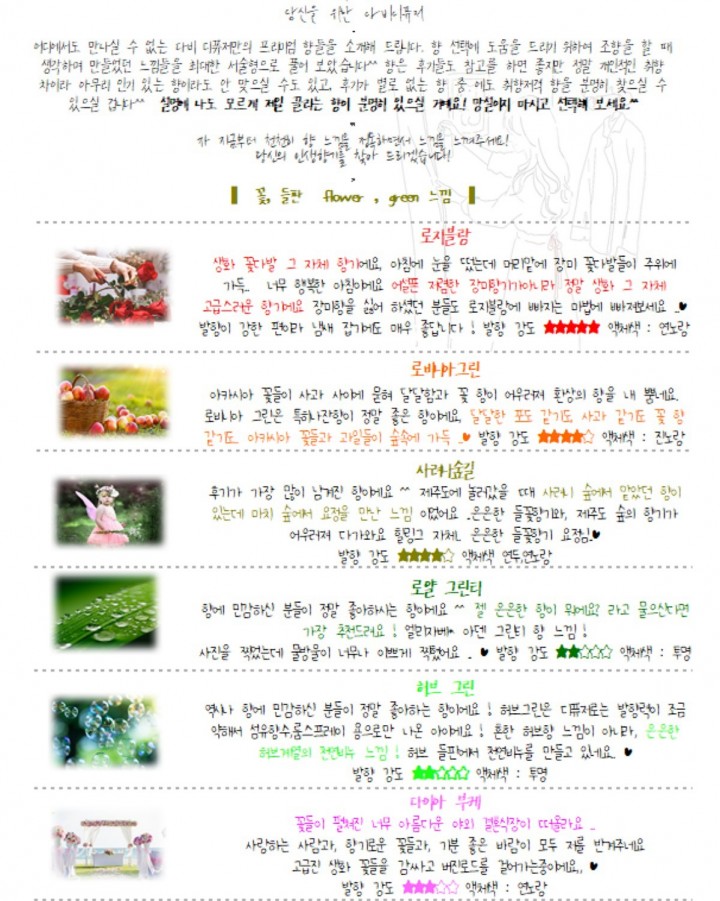 당신을 위한 다비디퓨저
어디에서도 만나실 수 없는 다비 디퓨저만의 프리미엄 향들을 소개해 드립니다. 향 선택에 도움을 드리기 위하여 조향을 할 때
생각하며 만들었던 느낌들을 최대한 서술형으로 풀어 보았습니다^^ 향은 후기들도 참고를 하면 좋지만 정말 개인적인 취향
차이라 아무리 인기 있는 향이라도 안 맞으실 수도 있고, 후기가 별로 없는 향 중 에도 취향저격 향을 분명히 찾으실 수
있으실 겁니다^^ 설명에 나도 모르게 제일 끌리는 향이 분명히 있으실 거예요! 망설이지 마시고 선택해 보세요^^
자 지금부터 천천히 향 느낌을 정독하면서 느낌을 느껴주세요!
당신의 인생향기를 찾아 드리겠습니다!
꽃, 들판 flower , green 느낌
로지블랑
생화 꽃다발 그 자체 향기에요, 아침에 눈을 떴는데 머리맡에 장미 꽃다발들이 주위에
가득. 너무 행복한 아침이에요 어설픈 저렴한 장미향기기아니라 정말 생화 그 자체
고급스러운 향기에요 장미향을 싫어 하셨던 분들도 로지블랑에 빠지는 마법에 빠져보세요
발향이 강한 편이라 냄새 잡기에도 매우 좋답니다 ! 발향 강도 ★★★★★ 액체색 : 연노랑
로비니아그린
아카시아 꽃들이 사과 사이에 묻혀 달달함과 꽃 향이 어우러져 환상의 향을 내 뿜네요.
로비니아 그린은 특히나잔향이 정말 좋은 향이에요, 달달한 포도 같기도, 사과 같기도 꽃 향
같기도.. 아카시아 꽃들과 과일들이 숲속에 가득 ..♥ 발향 강도 ★★★★☆ 액체색 : 진노랑
사려니숲길
후기가 가장 많이 남겨진 향이에요 ^^ 제주도에 놀러갔을 때 사려니 숲에서 맡았던 향이
있는데 마치 숲에서 요정을 만난 느낌 이었어요 ..은은한 들꽃향기와, 제주도 숲의 향기가
어우러져 다가와요 힐링그 자체.. 은은한 들꽃향기 요정님♥
발향 강도 ★★★★☆ 액체색 연두,연노랑
로얄 그린티
향에 민감하신 분들이 정말 좋아하시는 향이에요 ^^ 젤 은은한 향이 뭐에요? 라고 물으신다면
가장 추천드려요 ! 엘리자베* 아덴 그린티 향 느낌 !
사진을 찍었는데 물방울이 너무나 이쁘게 찍혔어요 .. ♥ 발향 강도 ★★☆☆☆ 액체색 : 투명
허브 그린
역시나 향에 민감하신 분들이 정말 좋아하는 향이에요 ! 허브그린은 디퓨저로는 발향력이 조금
약해서 섬유향수,룸스프레이 용으로만 나온 아이에요 ! 흔한 허브향 느낌이 아니라, 은은한
허브계열의 천연비누 느낌 ! 허브 들판에서 천연비누를 만들고 있네요. ♥
발향 강도 ★★☆☆☆ 액체색 : 투명
다이아 부케
꽃들이 펼쳐진 너무 아름다운 야외 결혼식장이 떠올라요 ..
사랑하는 사람과, 향기로운 꽃들과, 기분 좋은 바람이 모두 저를 반겨주네요
고급진 생화 꽃들을 감싸고 버진로드를 걸어가는중이에요,, ♥
발향 강도 ★★★☆☆ 액체색 : 연노랑